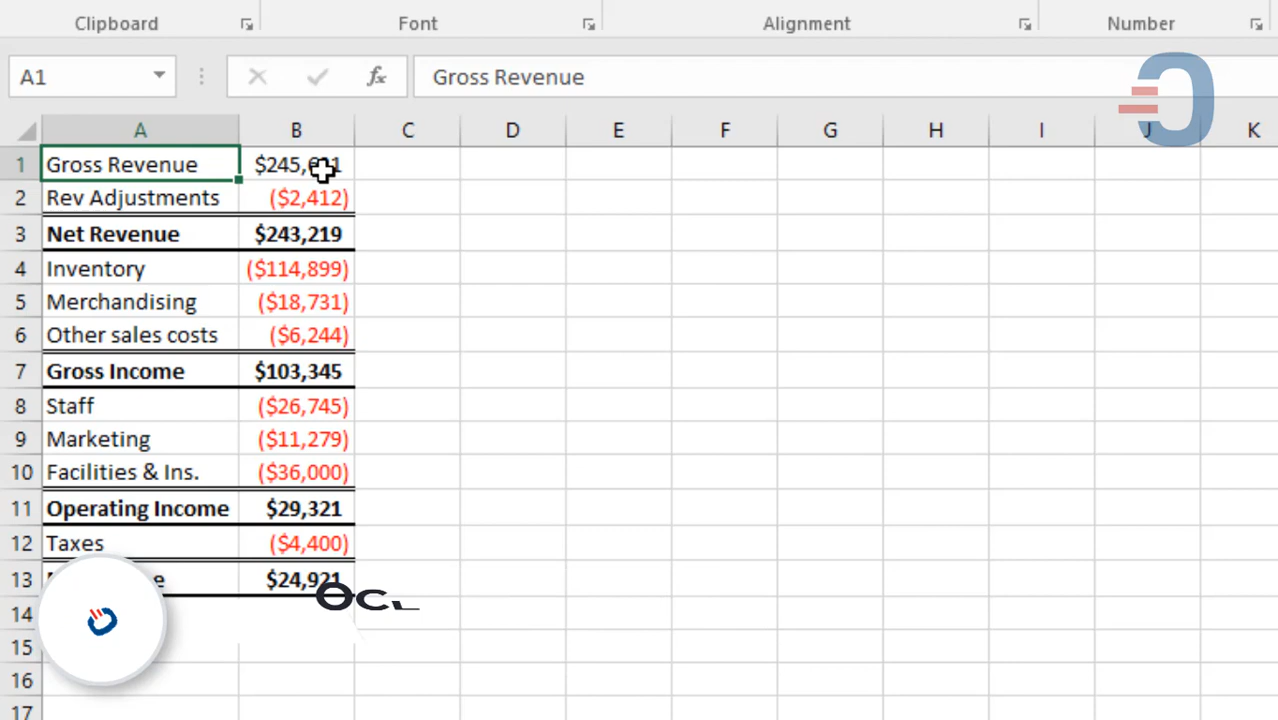 Clipboard Font Alignment Number
A1 fx Gross Revenue
A B C D E F G H I J K
1 Gross Revenue
2 Rev Adjustments ($2,412)
3 Net Revenue $243,219
4 Inventory ($114,899)
5 Merchandising ($18,731)
6 Other sales costs ($6,244)
7 Gross Income $103,345
8 Staff ($26,745)
9 Marketing ($11,279)
10 Facilities & Ins. ($36,000)
11 Operating Income $29,321
12 Taxes ($4,400)
13 $24,921
14
15
16
17